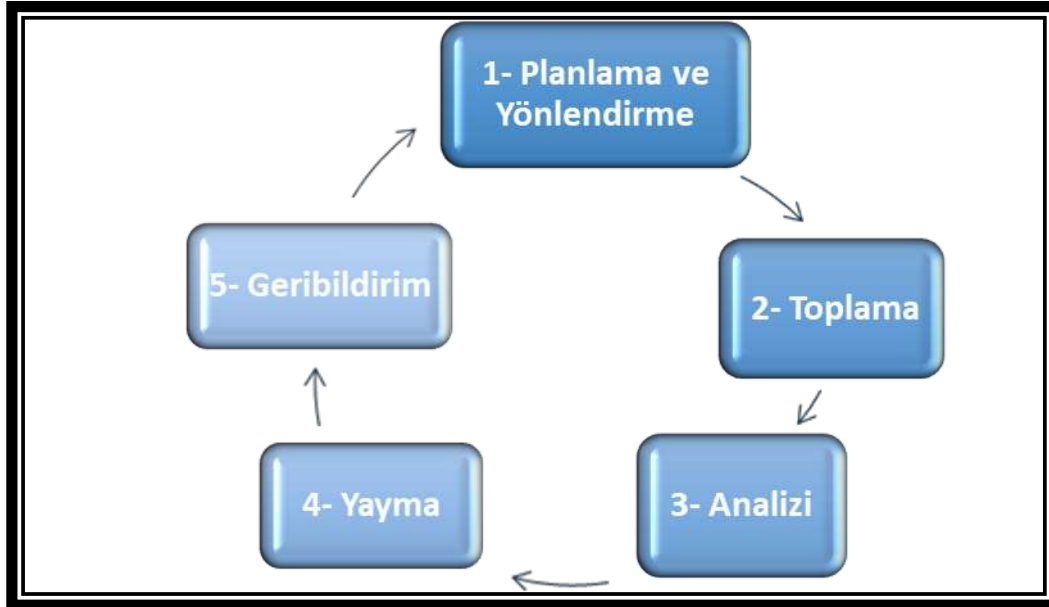 1- Planlama ve
Yönlendirme
2- Toplama
3- Analizi
4- Yayma
5- Geribildirim